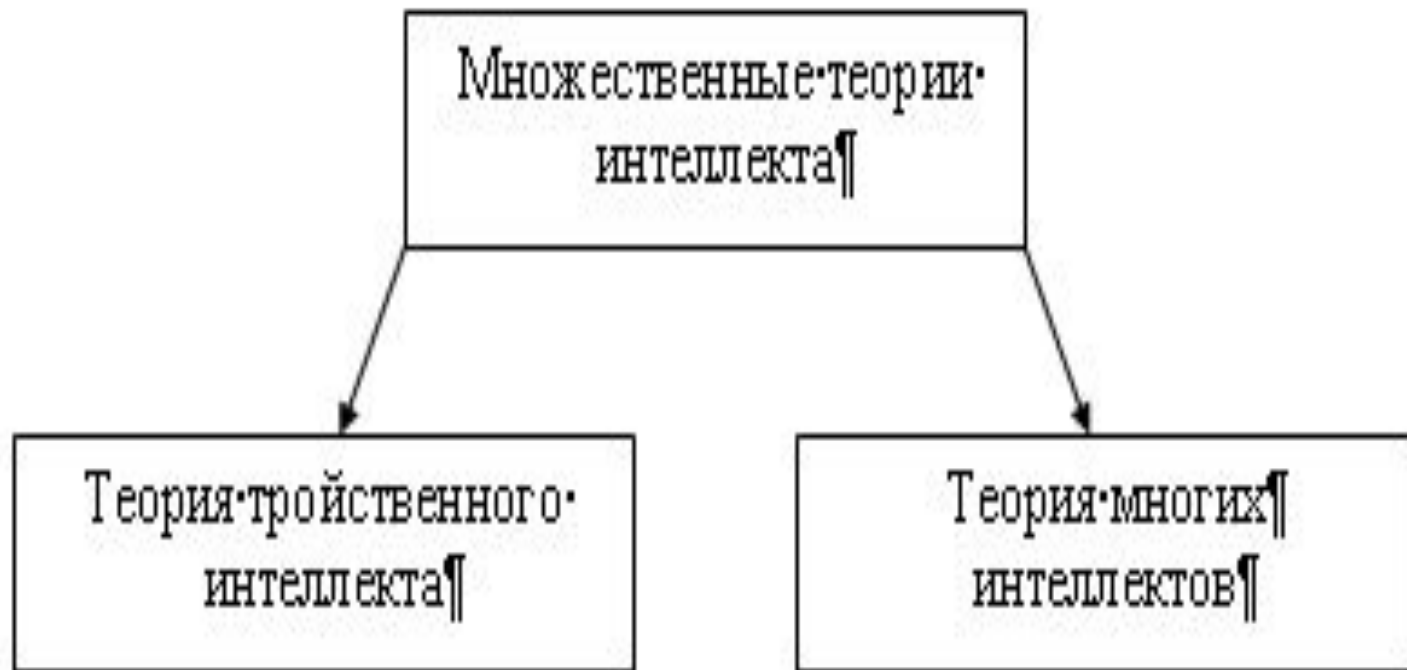 Множественные·теории·
интеллекта¶
Теория·тройственного·
интеллекта¶
Теория·многих¶
интеллектов¶